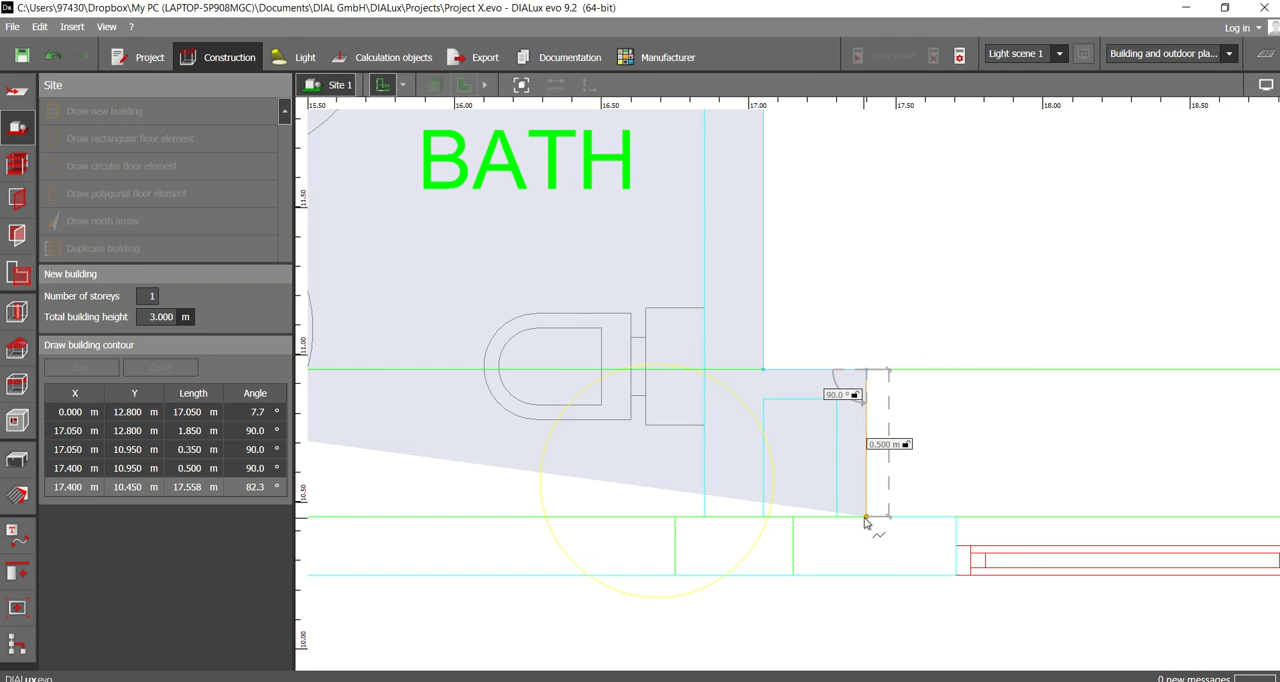 C:\Users\97430\Dropbox\My PC (LAPTOP-5P908MGC)\Documents\DIAL GmbH\DIALux\Projects\Project X.evo - DIALux evo 9.2 (64-bit)
File Edit Insert View ?
Log in
Project Construction Light Calculation objects Export Documentation Manufacturer
Light scene 1
Building and outdoor pla...
Site
Site 1
Draw new building
Draw rectangular floor element
Draw circular floor element
Draw polygonal floor element
Draw north arrow
Duplicate building
New building
Number of storeys 1
Total building height 3.000 m
Draw building contour
End Close
X Y Length Angle
0.000 m 12.800 m 17.050 m 7.7 °
17.050 m 12.800 m 1.850 m 90.0 °
17.050 m 10.950 m 0.350 m 90.0 °
17.400 m 10.950 m 0.500 m 90.0 °
17.400 m 10.450 m 17.558 m 82.3 °
15.50 16.00 16.50 17.00 17.50 18.00 18.50
11.50
11.00
10.50
10.00
BATH
90.0 °
0.500 m
DIALux evo
0 new messages